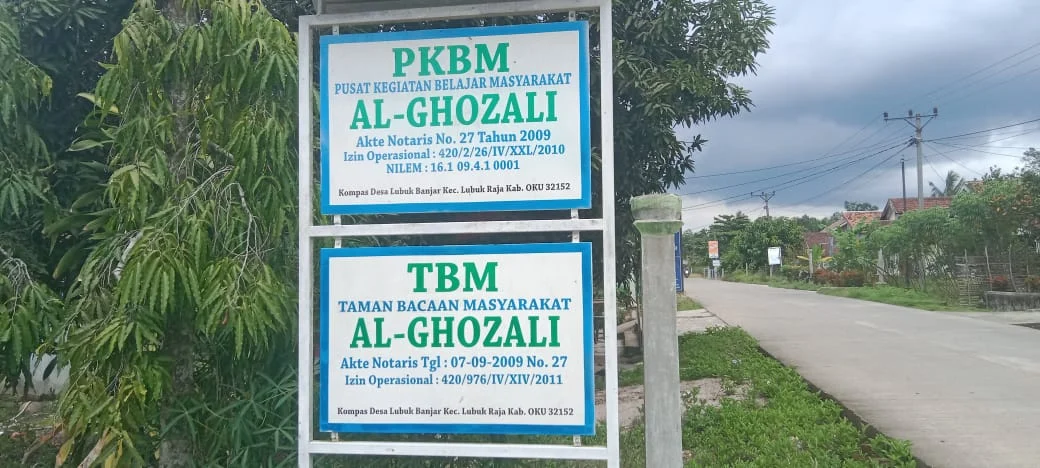 PKBM
PUSAT KEGIATAN BELAJAR MASYARAKAT
AL-GHOZALI
Akte Notaris No. 27 Tahun 2009
Izin Operasional : 420/2/26/IV/XXL/2010
NILEM : 16.1 09.4.1 0001
Kompas Desa Lubuk Banjar Kec. Lubuk Raja Kab. OKU 32152
TBM
TAMAN BACAAN MASYARAKAT
AL-GHOZALI
Akte Notaris Tgl : 07-09-2009 No. 27
Izin Operasional : 420/976/IV/XIV/2011
Kompas Desa Lubuk Banjar Kec. Lubuk Raja Kab. OKU 32152